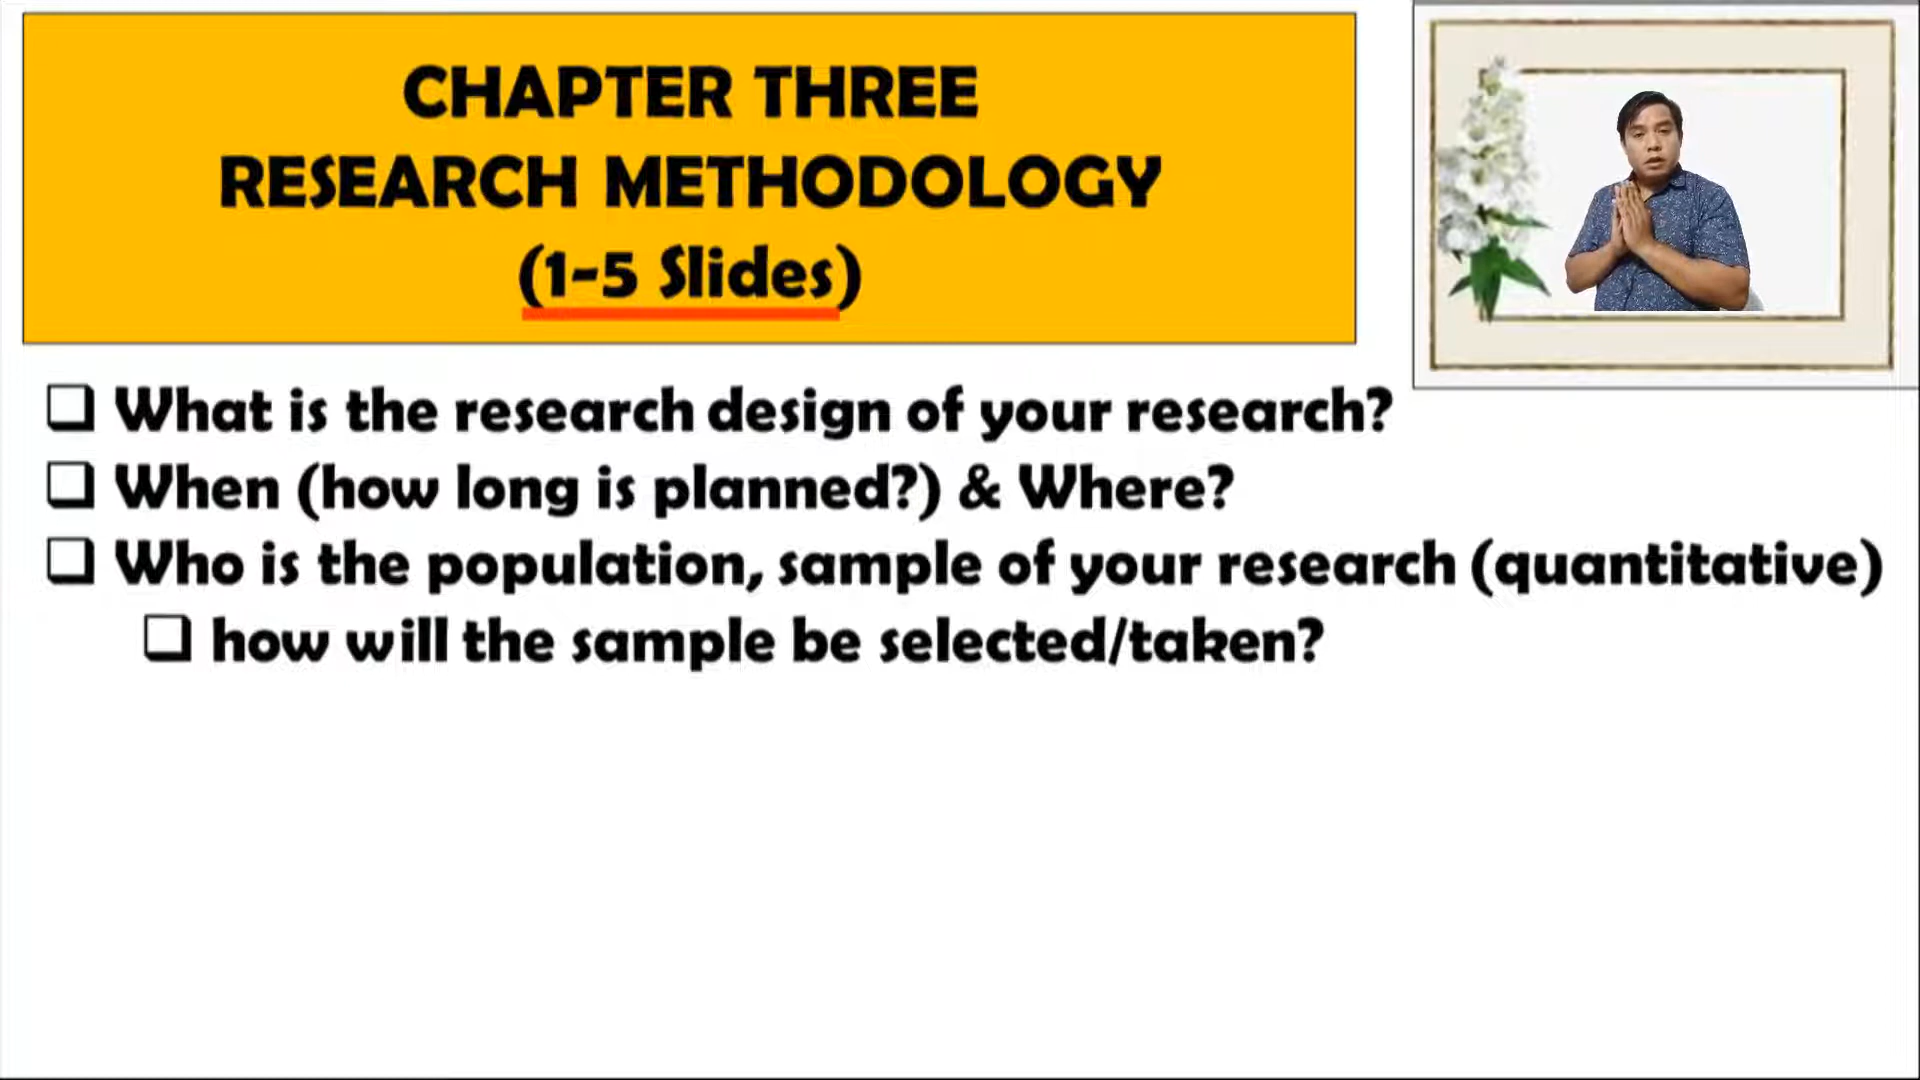 CHAPTER THREE
RESEARCH METHODOLOGY
(1-5 Slides)
What is the research design of your research?
When (how long is planned?) & Where?
Who is the population, sample of your research (quantitative)
how will the sample be selected/taken?